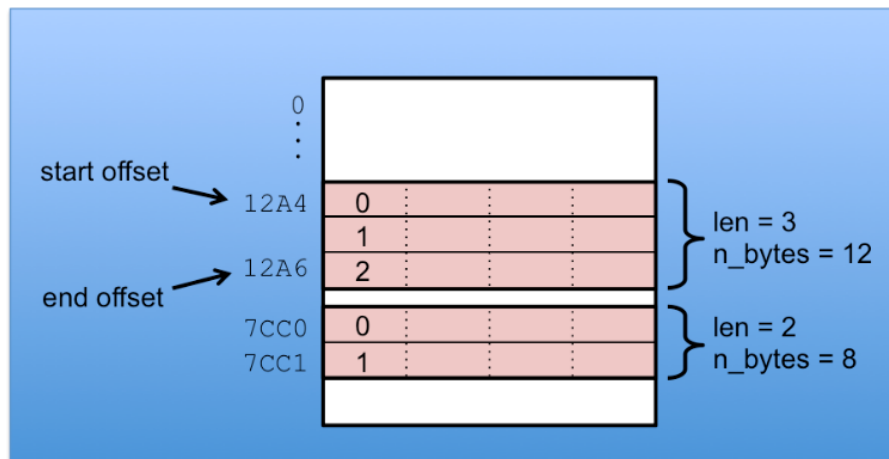 0
start offset
12A4
0
1
len = 3
n_bytes = 12
12A6
2
end offset
7CC0
0
len = 2
7CC1
1
n_bytes = 8